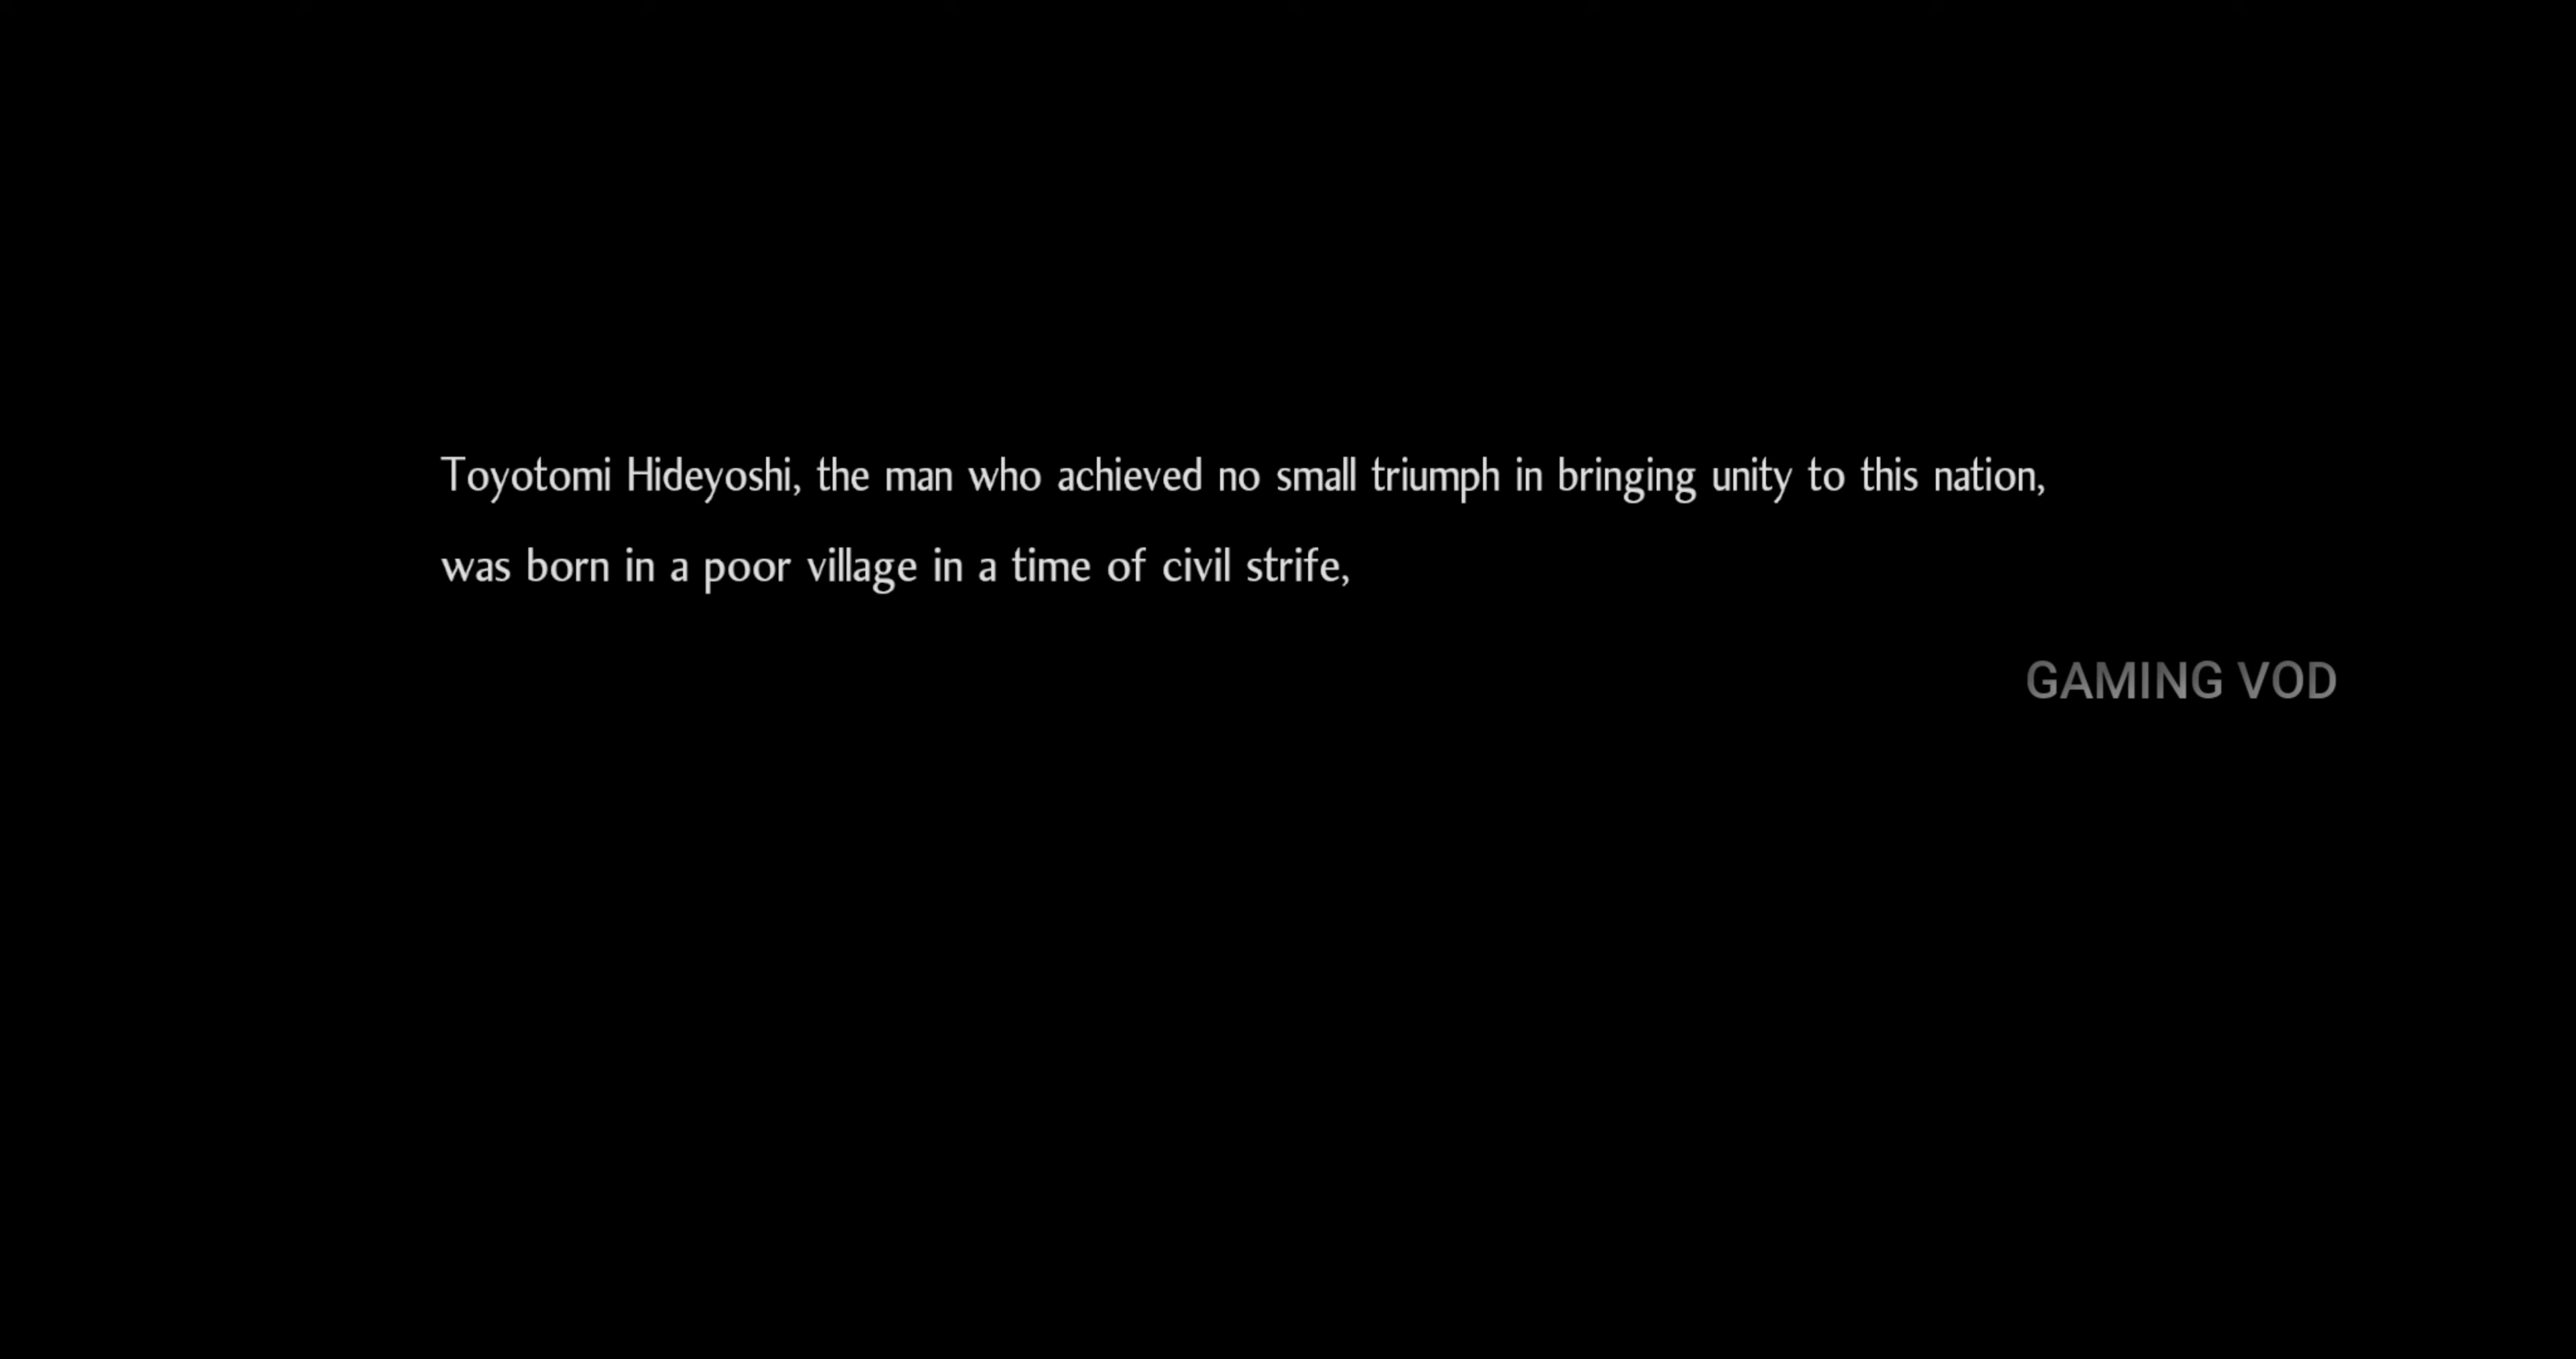 Toyotomi Hideyoshi, the man who achieved no small triumph in bringing unity to this nation,
was born in a poor village in a time of civil strife,
GAMING VOD